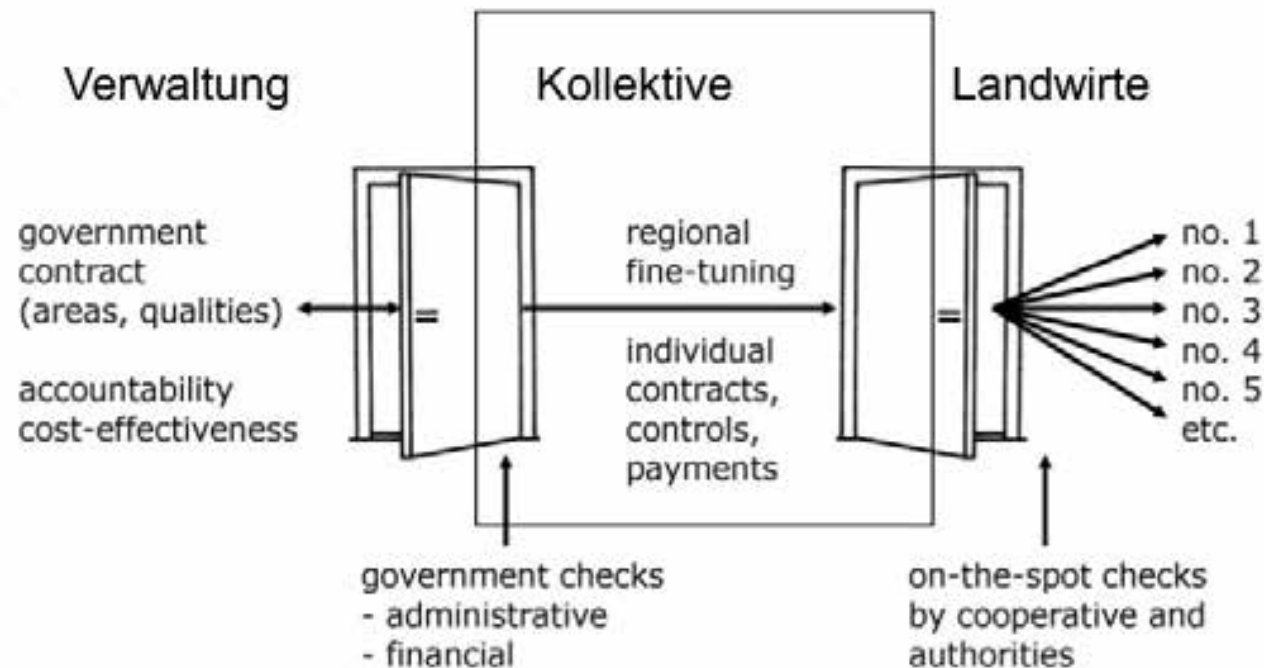 Verwaltung
Kollektive
Landwirte
government
contract
(areas, qualities)
accountability
cost-effectiveness
regional
fine-tuning
individual
contracts,
controls,
payments
no. 1
no. 2
no. 3
no. 4
no. 5
etc.
government checks
- administrative
- financial
on-the-spot checks
by cooperative and
authorities